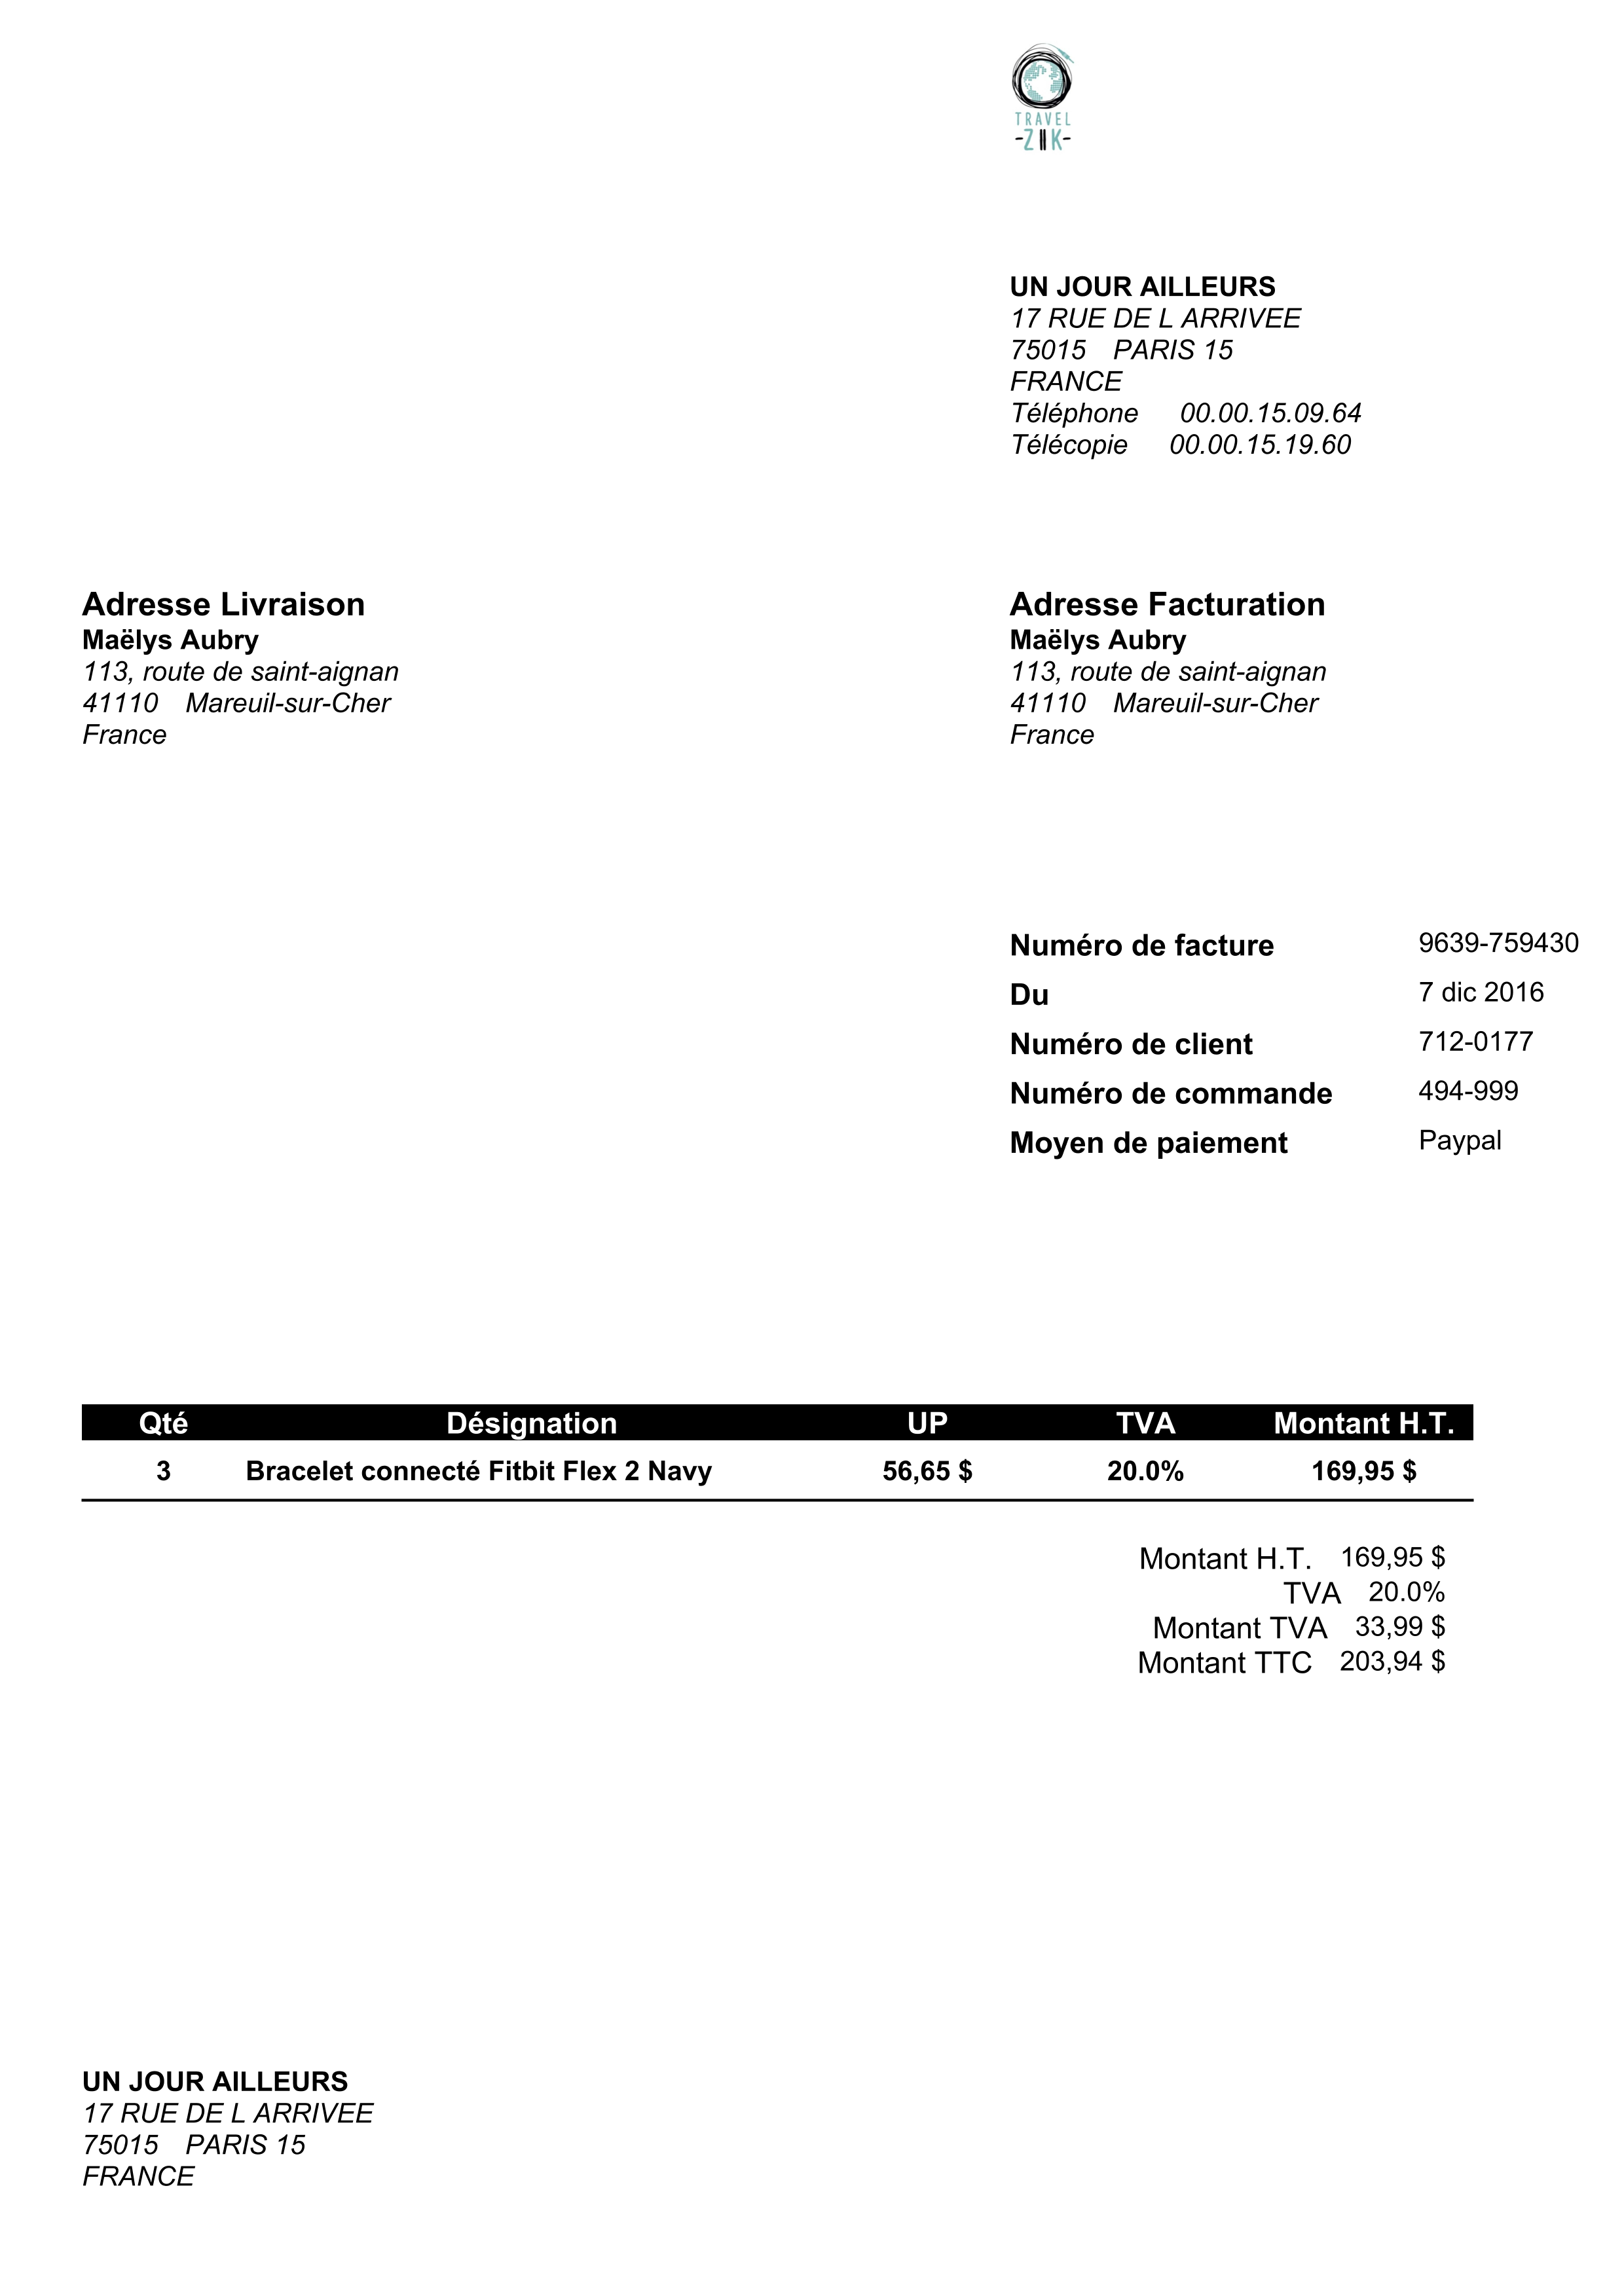 TRAVEL
-Z K-
UN JOUR AILLEURS
17 RUE DE L ARRIVEE
75015 PARIS 15
FRANCE
Téléphone 00.00.15.09.64
Télécopie 00.00.15.19.60
Adresse Livraison
Maëlys Aubry
113, route de saint-aignan
41110 Mareuil-sur-Cher
France
Adresse Facturation
Maëlys Aubry
113, route de saint-aignan
41110 Mareuil-sur-Cher
France
Numéro de facture 9639-759430
Du 7 dic 2016
Numéro de client 712-0177
Numéro de commande 494-999
Moyen de paiement Paypal
Qté Désignation UP TVA Montant H.T.
3 Bracelet connecté Fitbit Flex 2 Navy 56,65 $ 20.0% 169,95 $
Montant H.T. 169,95 $
TVA 20.0%
Montant TVA 33,99 $
Montant TTC 203,94 $
UN JOUR AILLEURS
17 RUE DE L ARRIVEE
75015 PARIS 15
FRANCE